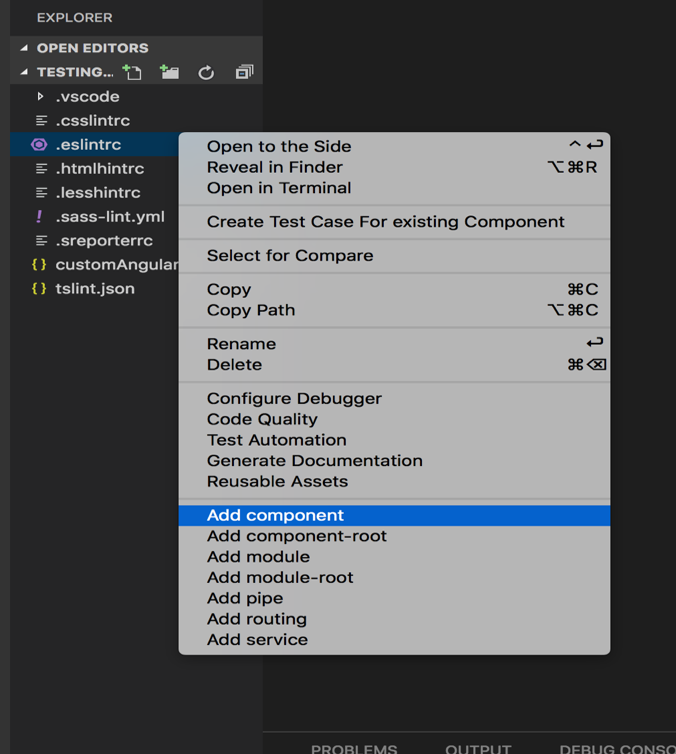 EXPLORER
OPEN EDITORS
TESTING...
.vscode
.csslintrc
.eslintrc
.htmlhintrc
.lesshintrc
.sass-lint.yml
.sreporterrc
customAngular
tslint.json
Open to the Side ^↩
Reveal in Finder ⌥⌘R
Open in Terminal
Create Test Case For existing Component
Select for Compare
Copy ⌘C
Copy Path ⌥⌘C
Rename ↩
Delete ⌘⌫
Configure Debugger
Code Quality
Test Automation
Generate Documentation
Reusable Assets
Add component
Add component-root
Add module
Add module-root
Add pipe
Add routing
Add service
PROBLEMS OUTPUT DEBUG CONSO